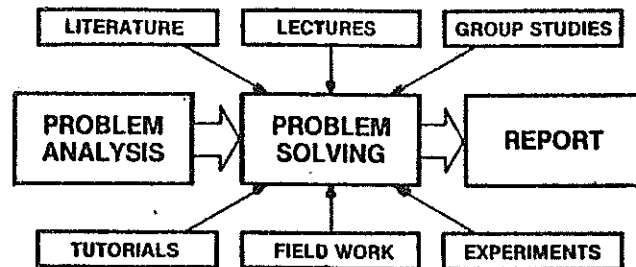 LITERATURE
LECTURES
GROUP STUDIES
PROBLEM
ANALYSIS
PROBLEM
SOLVING
REPORT
TUTORIALS
FIELD WORK
EXPERIMENTS